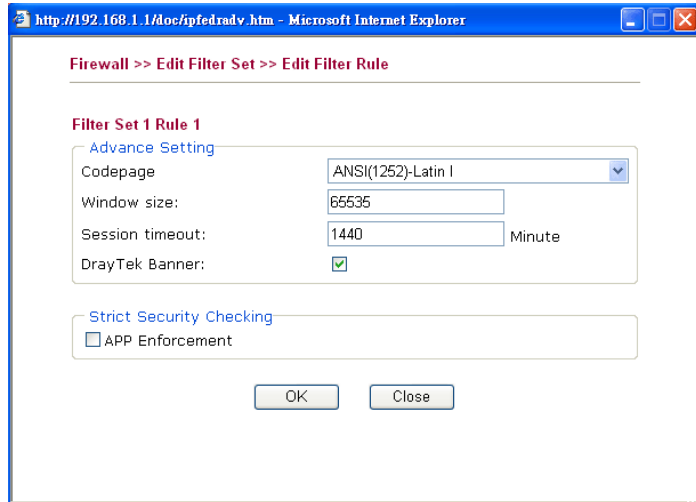 http://192.168.1.1/doc/ipfedradv.htm - Microsoft Internet Explorer
Firewall >> Edit Filter Set >> Edit Filter Rule
Filter Set 1 Rule 1
Advance Setting
Codepage ANSI(1252)-Latin I
Window size: 65535
Session timeout: 1440 Minute
DrayTek Banner:
Strict Security Checking
APP Enforcement
OK Close